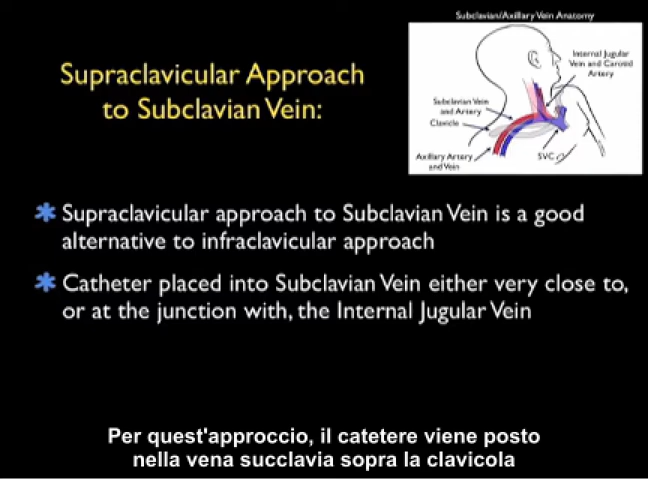 Subclavian/Axillary Vein Anatomy
Supraclavicular Approach
to Subclavian Vein:
Internal Jugular
Vein and Carotid
Artery
Subclavian Vein
and Artery
Clavicle
Axillary Artery
and Vein
SVC
Supraclavicular approach to Subclavian Vein is a good
alternative to infraclavicular approach
Catheter placed into Subclavian Vein either very close to,
or at the junction with, the Internal Jugular Vein
Per quest'approccio, il catetere viene posto
nella vena succlavia sopra la clavicola